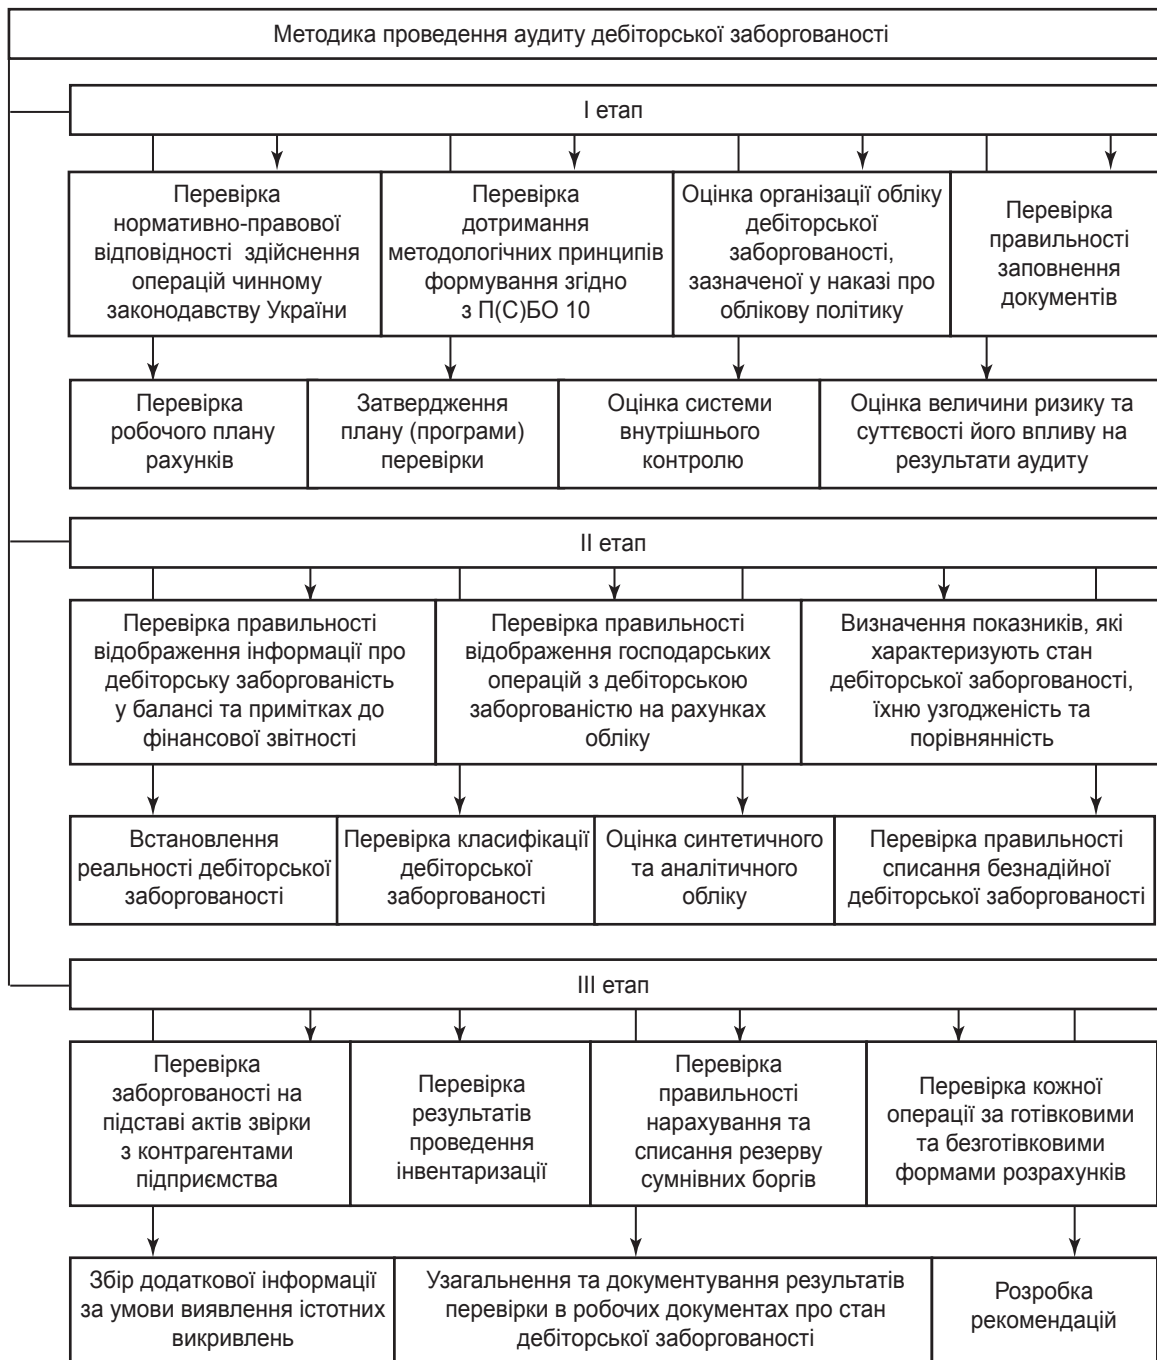 Методика проведення аудиту дебіторської заборгованості
І етап
Перевірка
нормативно-правової
відповідності здійснення
операцій чинному
законодавству України
Перевірка
дотримання
методологічних принципів
формування згідно
з П(С)БО 10
Оцінка організації обліку
дебіторської
заборгованості,
зазначеної у наказі про
облікову політику
Перевірка
правильності
заповнення
документів
Перевірка
робочого плану
рахунків
Затвердження
плану (програми)
перевірки
Оцінка системи
внутрішнього
контролю
Оцінка величини ризику та
суттєвості його впливу на
результати аудиту
ІІ етап
Перевірка правильності
відображення інформації про
дебіторську заборгованість
у балансі та примітках до
фінансової звітності
Перевірка правильності
відображення господарських
операцій з дебіторською
заборгованістю на рахунках
обліку
Визначення показників, які
характеризують стан
дебіторської заборгованості,
їхню узгодженість та
порівнянність
Встановлення
реальності дебіторської
заборгованості
Перевірка класифікації
дебіторської
заборгованості
Оцінка синтетичного
та аналітичного
обліку
Перевірка правильності
списання безнадійної
дебіторської заборгованості
ІІІ етап
Перевірка
заборгованості на
підставі актів звірки
з контрагентами
підприємства
Перевірка
результатів
проведення
інвентаризації
Перевірка
правильності
нарахування та
списання резерву
сумнівних боргів
Перевірка кожної
операції за готівковими
та безготівковими
формами розрахунків
Збір додаткової інформації
за умови виявлення істотних
викривлень
Узагальнення та документування результатів
перевірки в робочих документах про стан
дебіторської заборгованості
Розробка
рекомендацій